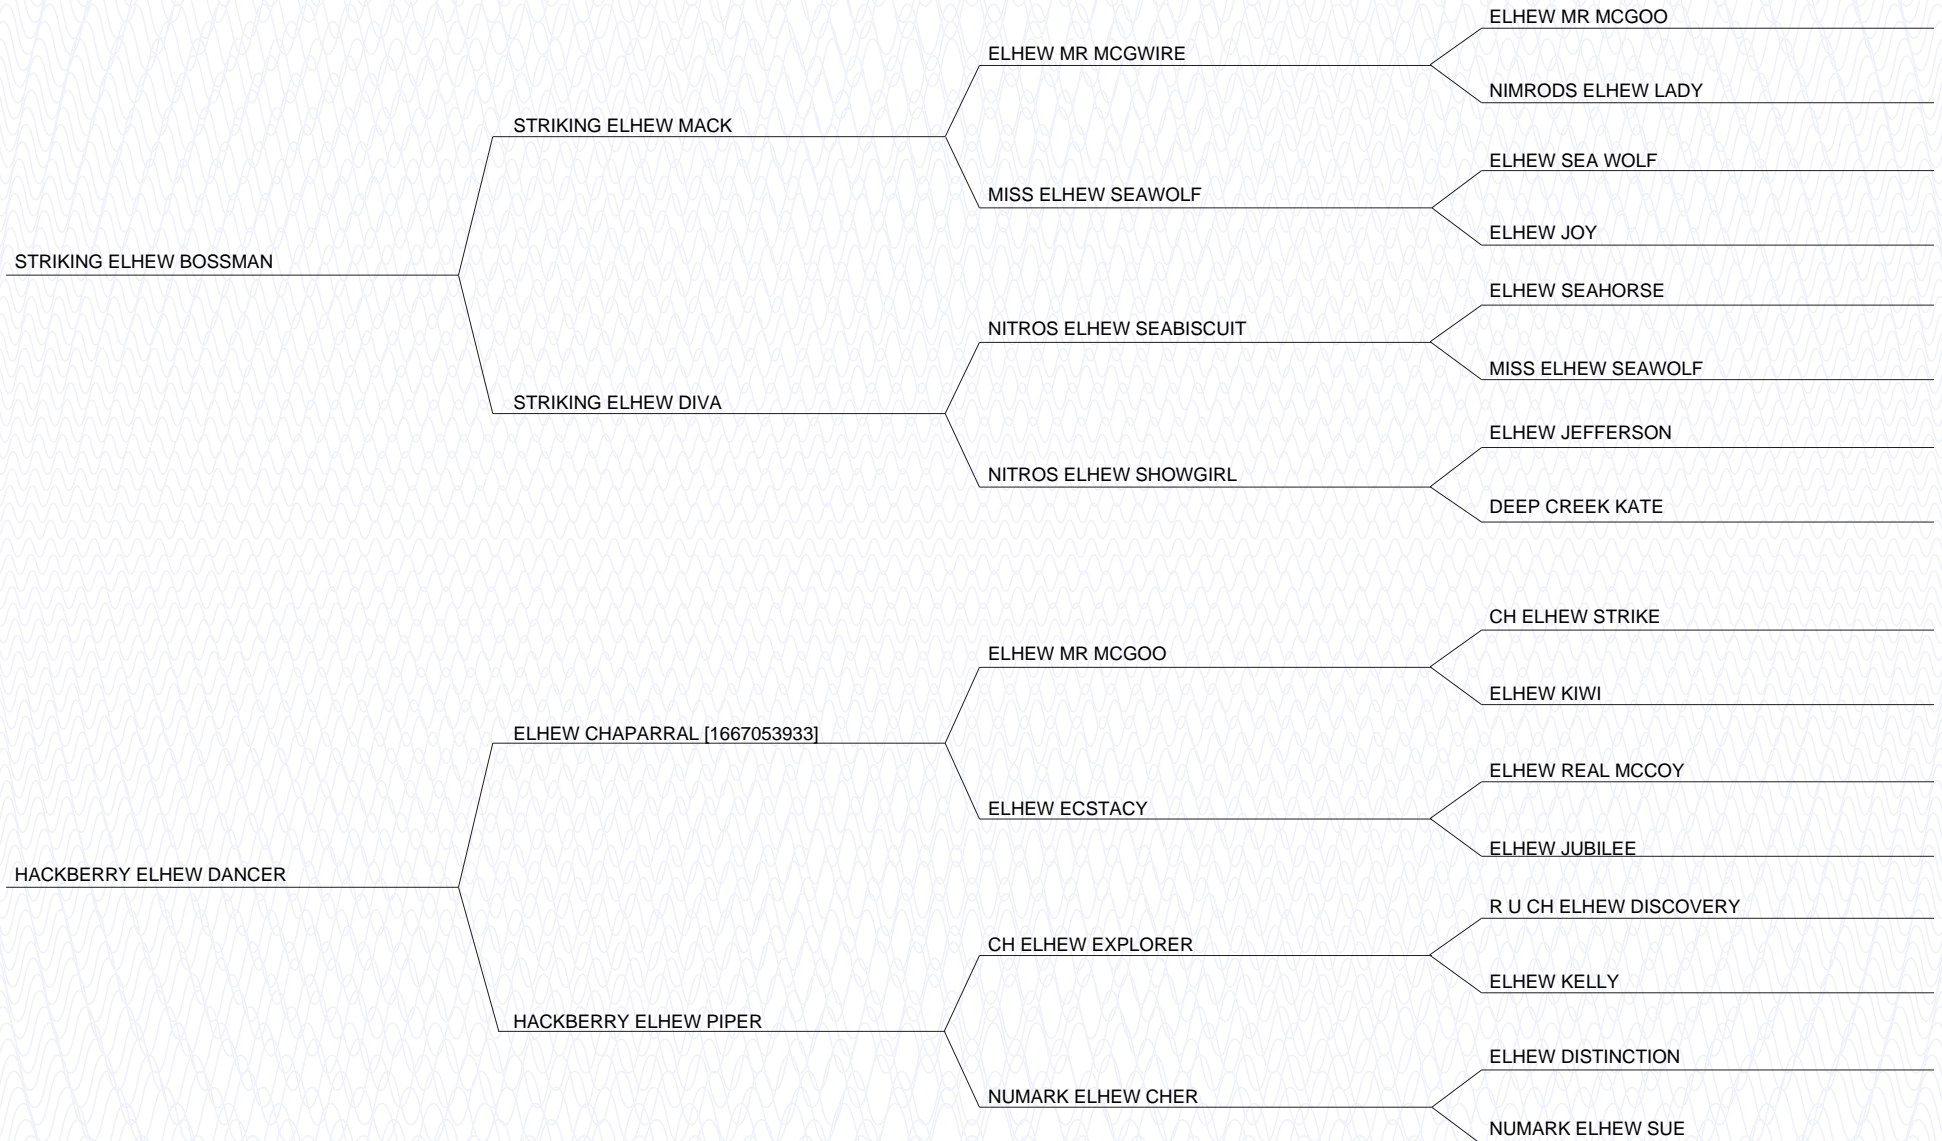 ELHEW MR MCGOO
ELHEW MR MCGWIRE
NIMRODS ELHEW LADY
STRIKING ELHEW MACK
ELHEW SEA WOLF
MISS ELHEW SEAWOLF
ELHEW JOY
STRIKING ELHEW BOSSMAN
ELHEW SEAHORSE
NITROS ELHEW SEABISCUIT
MISS ELHEW SEAWOLF
STRIKING ELHEW DIVA
ELHEW JEFFERSON
NITROS ELHEW SHOWGIRL
DEEP CREEK KATE
CH ELHEW STRIKE
ELHEW MR MCGOO
ELHEW KIWI
ELHEW CHAPARRAL [1667053933]
ELHEW REAL MCCOY
ELHEW ECSTACY
ELHEW JUBILEE
HACKBERRY ELHEW DANCER
R U CH ELHEW DISCOVERY
CH ELHEW EXPLORER
ELHEW KELLY
HACKBERRY ELHEW PIPER
ELHEW DISTINCTION
NUMARK ELHEW CHER
NUMARK ELHEW SUE